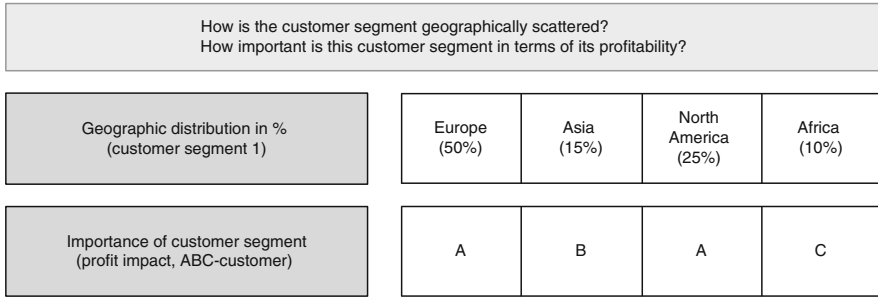 How is the customer segment geographically scattered?
How important is this customer segment in terms of its profitability?
Geographic distribution in %
(customer segment 1)
Europe
(50%)
Asia
(15%)
North
America
(25%)
Africa
(10%)
Importance of customer segment
(profit impact, ABC-customer)
A
B
A
C